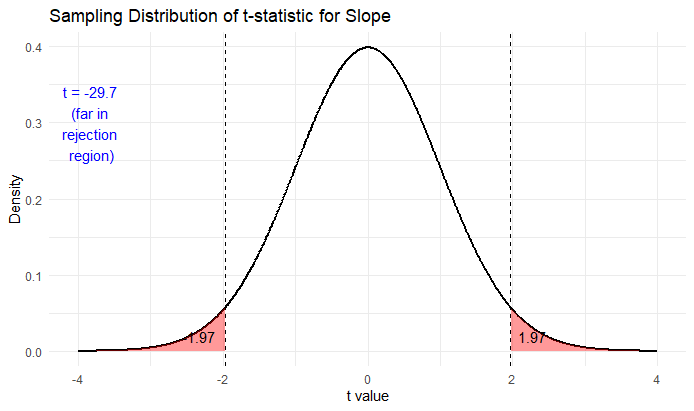 Sampling Distribution of t-statistic for Slope
t = -29.7
(far in
rejection
region)
Density
0.4
0.3
0.2
0.1
0.0
1.97
1.97
-4
-2
0
2
4
t value